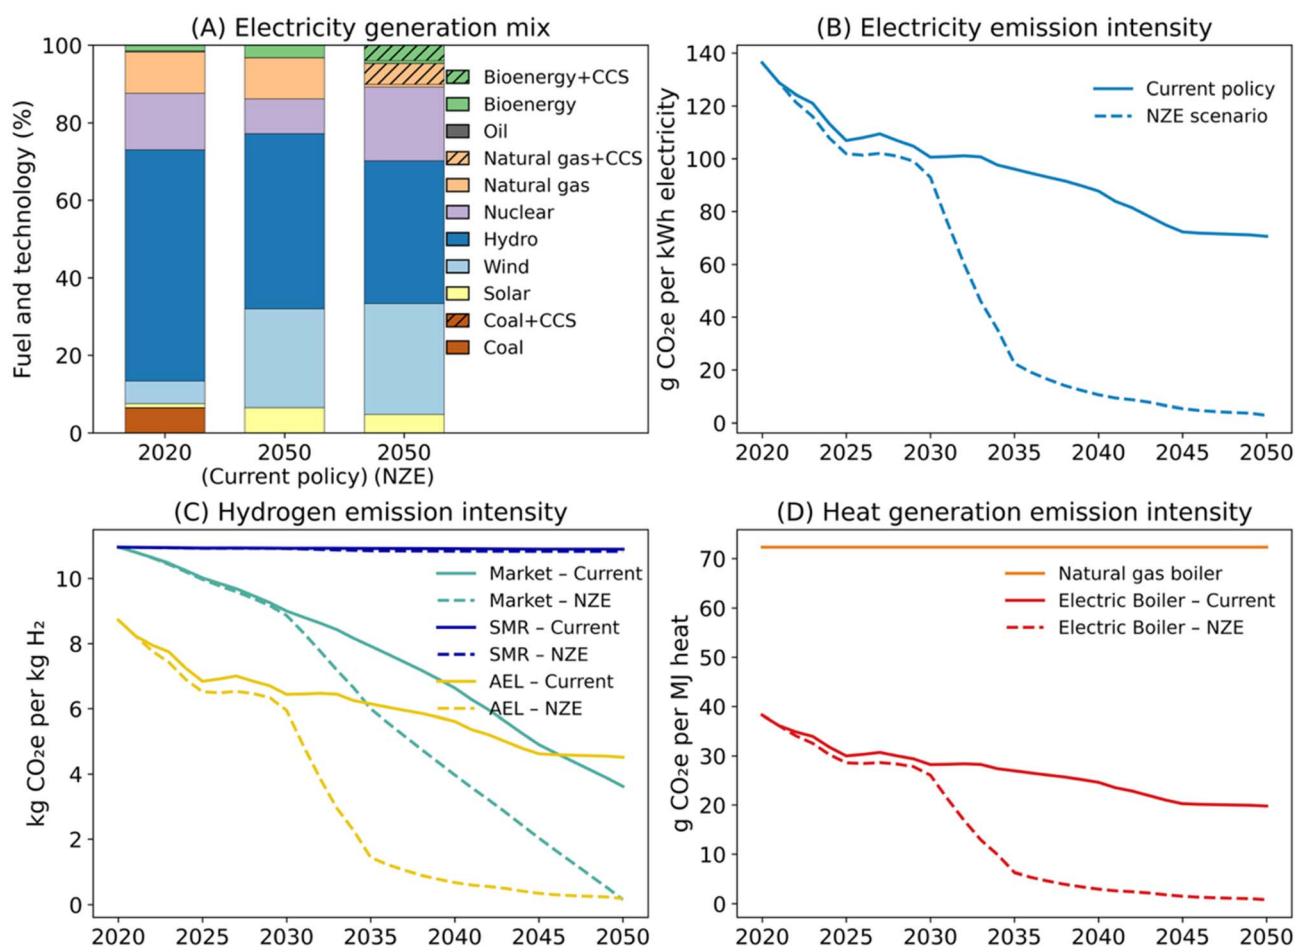 (A) Electricity generation mix
Fuel and technology (%)
100
80
60
40
20
0
Bioenergy+CCS
Bioenergy
Oil
Natural gas+CCS
Natural gas
Nuclear
Hydro
Wind
Solar
Coal+CCS
Coal
2020 2050 2050
(Current policy) (NZE)
(B) Electricity emission intensity
g CO₂e per kWh electricity
140
120
100
80
60
40
20
0
Current policy
NZE scenario
2020 2025 2030 2035 2040 2045 2050
(C) Hydrogen emission intensity
kg CO₂e per kg H₂
10
8
6
4
2
0
Market – Current
Market – NZE
SMR – Current
SMR – NZE
AEL – Current
AEL – NZE
2020 2025 2030 2035 2040 2045 2050
(D) Heat generation emission intensity
g CO₂e per MJ heat
70
60
50
40
30
20
10
0
Natural gas boiler
Electric Boiler – Current
Electric Boiler – NZE
2020 2025 2030 2035 2040 2045 2050